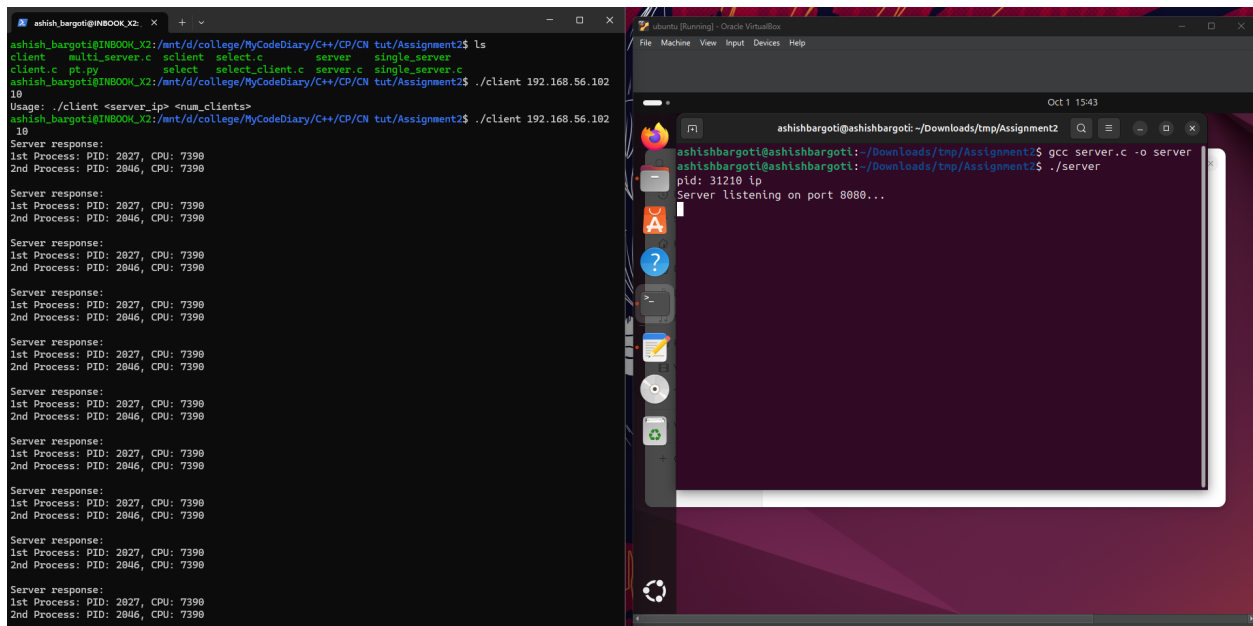 ashish_bargoti@INBOOK_X2:
ashish_bargoti@INBOOK_X2:/mnt/d/college/MyCodeDiary/C++/CP/CN tut/Assignment2$ ls
client multi_server.c sclient select.c server single_server
client.c pt.py select select_client.c server.c single_server.c
ashish_bargoti@INBOOK_X2:/mnt/d/college/MyCodeDiary/C++/CP/CN tut/Assignment2$ ./client 192.168.56.102
10
Usage: ./client <server_ip> <num_clients>
ashish_bargoti@INBOOK_X2:/mnt/d/college/MyCodeDiary/C++/CP/CN tut/Assignment2$ ./client 192.168.56.102
10
Server response:
1st Process: PID: 2027, CPU: 7390
2nd Process: PID: 2046, CPU: 7390
Server response:
1st Process: PID: 2027, CPU: 7390
2nd Process: PID: 2046, CPU: 7390
Server response:
1st Process: PID: 2027, CPU: 7390
2nd Process: PID: 2046, CPU: 7390
Server response:
1st Process: PID: 2027, CPU: 7390
2nd Process: PID: 2046, CPU: 7390
Server response:
1st Process: PID: 2027, CPU: 7390
2nd Process: PID: 2046, CPU: 7390
Server response:
1st Process: PID: 2027, CPU: 7390
2nd Process: PID: 2046, CPU: 7390
Server response:
1st Process: PID: 2027, CPU: 7390
2nd Process: PID: 2046, CPU: 7390
Server response:
1st Process: PID: 2027, CPU: 7390
2nd Process: PID: 2046, CPU: 7390
Server response:
1st Process: PID: 2027, CPU: 7390
2nd Process: PID: 2046, CPU: 7390
Server response:
1st Process: PID: 2027, CPU: 7390
2nd Process: PID: 2046, CPU: 7390
ubuntu [Running] - Oracle VirtualBox
File Machine View Input Devices Help
Oct 1 15:43
ashishbargoti@ashishbargoti: ~/Downloads/tmp/Assignment2
ashishbargoti@ashishbargoti:~/Downloads/tmp/Assignment2$ gcc server.c -o server
ashishbargoti@ashishbargoti:~/Downloads/tmp/Assignment2$ ./server
pid: 31210 ip
Server listening on port 8080...